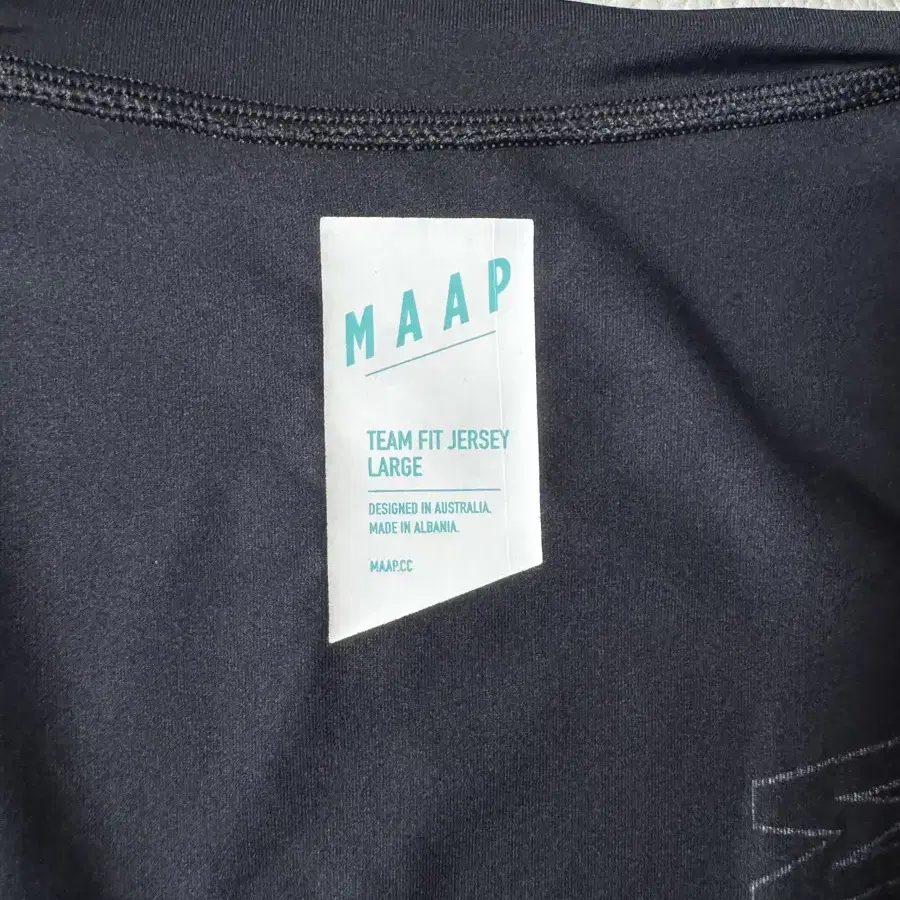 MAAP
TEAM FIT JERSEY
LARGE
DESIGNED IN AUSTRALIA.
MADE IN ALBANIA.
MAAP.CC